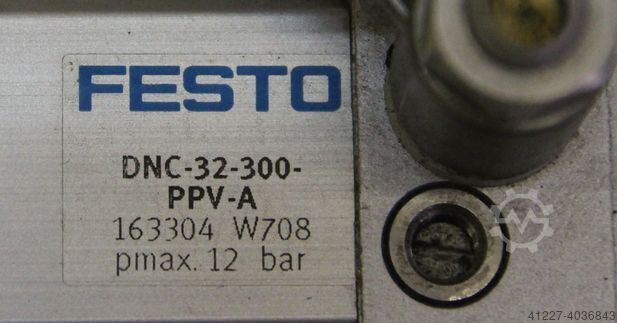 FESTO
DNC-32-300-
PPV-A
163304 W708
pmax. 12 bar
41227-4036843